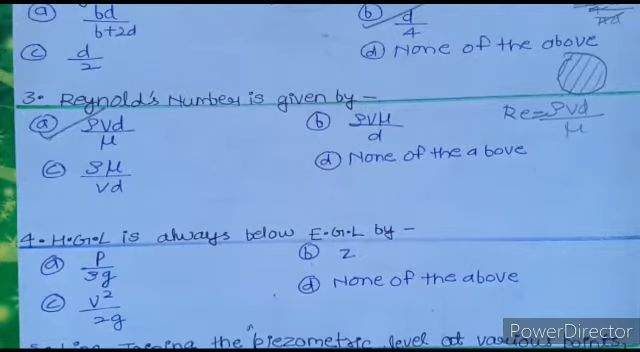 ⓐ bd/b+2d ⓑ d/4
ⓒ d/2 ⓓ None of the above
3. Reynold's Number is given by -
ⓐ ρvd/μ ⓑ ρvμ/d Re=ρvd/μ
ⓒ ρμ/vd ⓓ None of the above
4. H.G.L is always below E.G.L by -
ⓐ P/ρg ⓑ z
ⓒ v²/2g ⓓ None of the above
Joining the piezometric level at various points,
PowerDirector